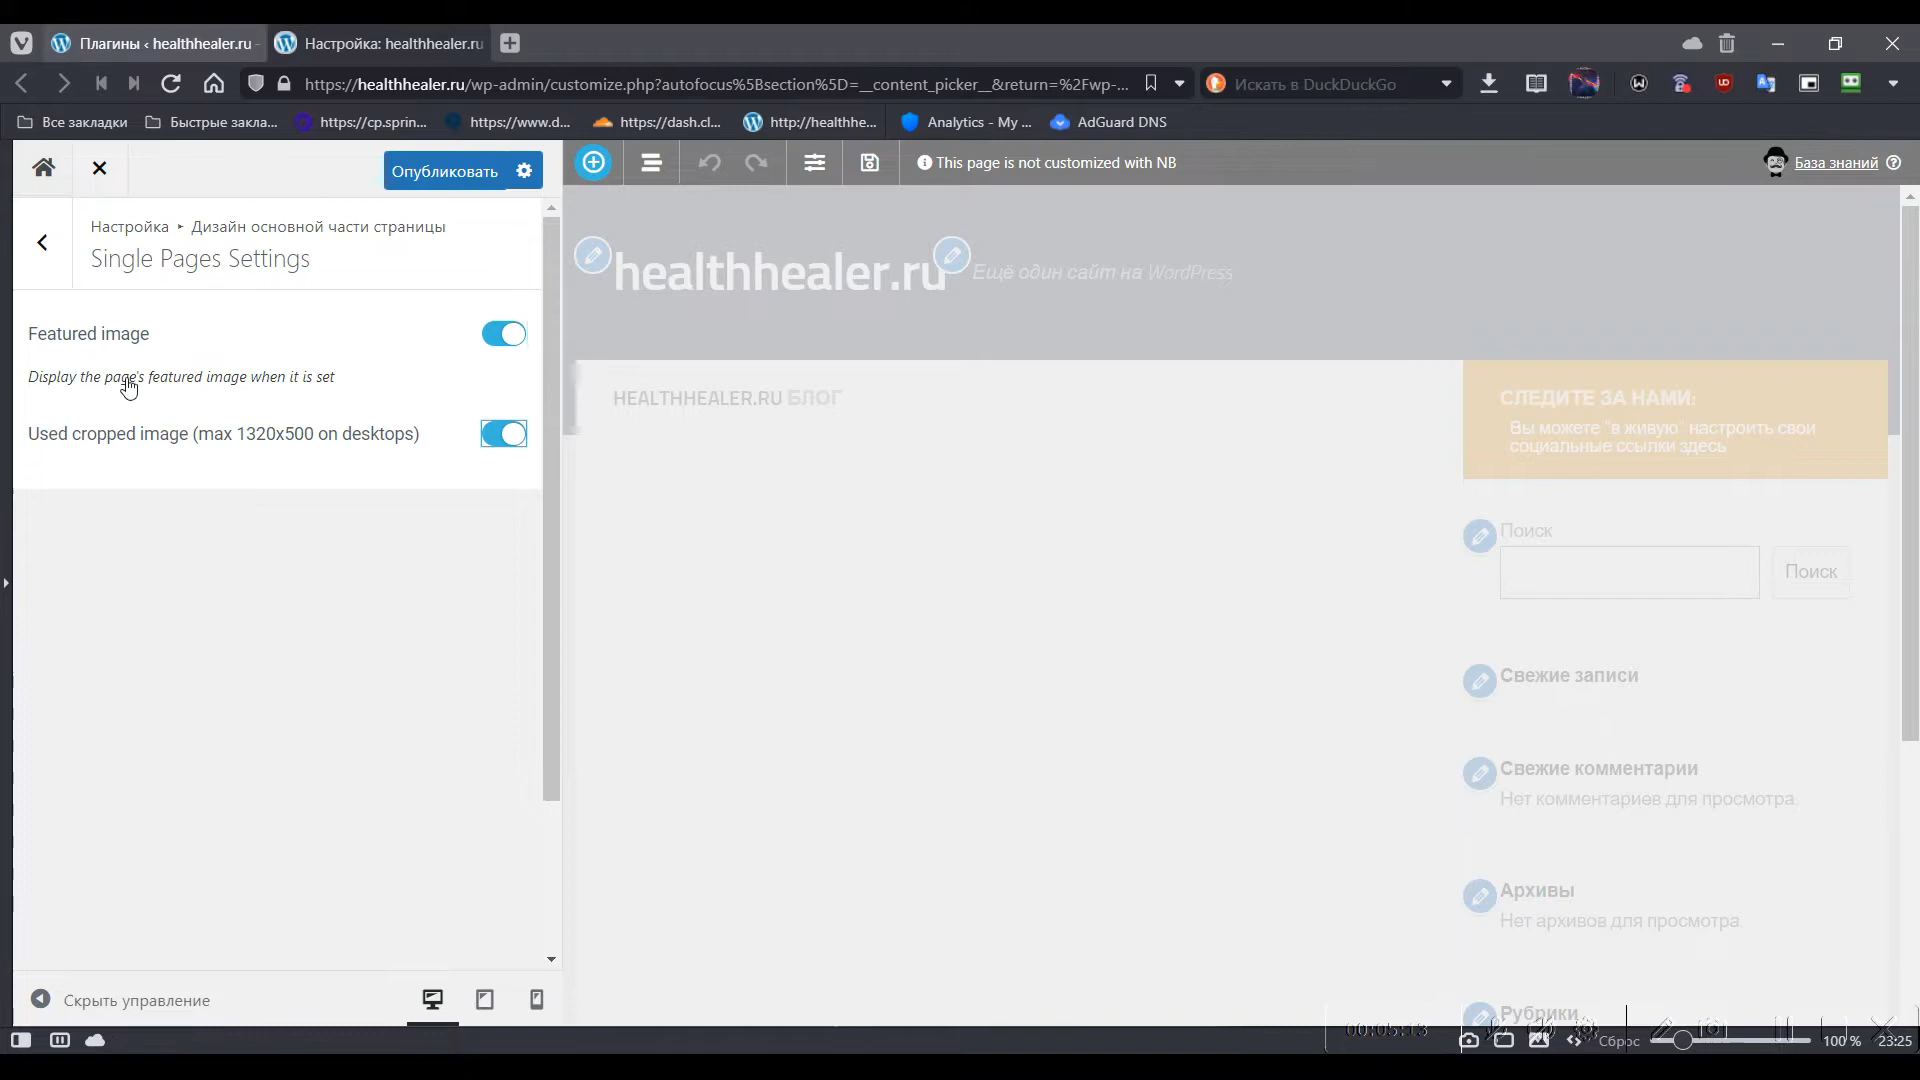 Плагины ‹ healthhealer.ru -
Настройка: healthhealer.ru
https://healthhealer.ru/wp-admin/customize.php?autofocus%5Bsection%5D=__content_picker__&return=%2Fwp-...
Искать в DuckDuckGo
Все закладки
Быстрые закла...
https://cp.sprin...
https://www.d...
https://dash.cl...
http://healthhe...
Analytics - My ...
AdGuard DNS
Опубликовать
This page is not customized with NB
База знаний
Настройка ▸ Дизайн основной части страницы
Single Pages Settings
Featured image
Display the page's featured image when it is set
Used cropped image (max 1320x500 on desktops)
healthhealer.ru
Ещё один сайт на WordPress
HEALTHHEALER.RU БЛОГ
СЛЕДИТЕ ЗА НАМИ:
Вы можете "в живую" настроить свои
социальные ссылки здесь
Поиск
Поиск
Свежие записи
Свежие комментарии
Нет комментариев для просмотра.
Архивы
Нет архивов для просмотра.
Рубрики
Скрыть управление
00:05:13
Сброс
100 %
23:25